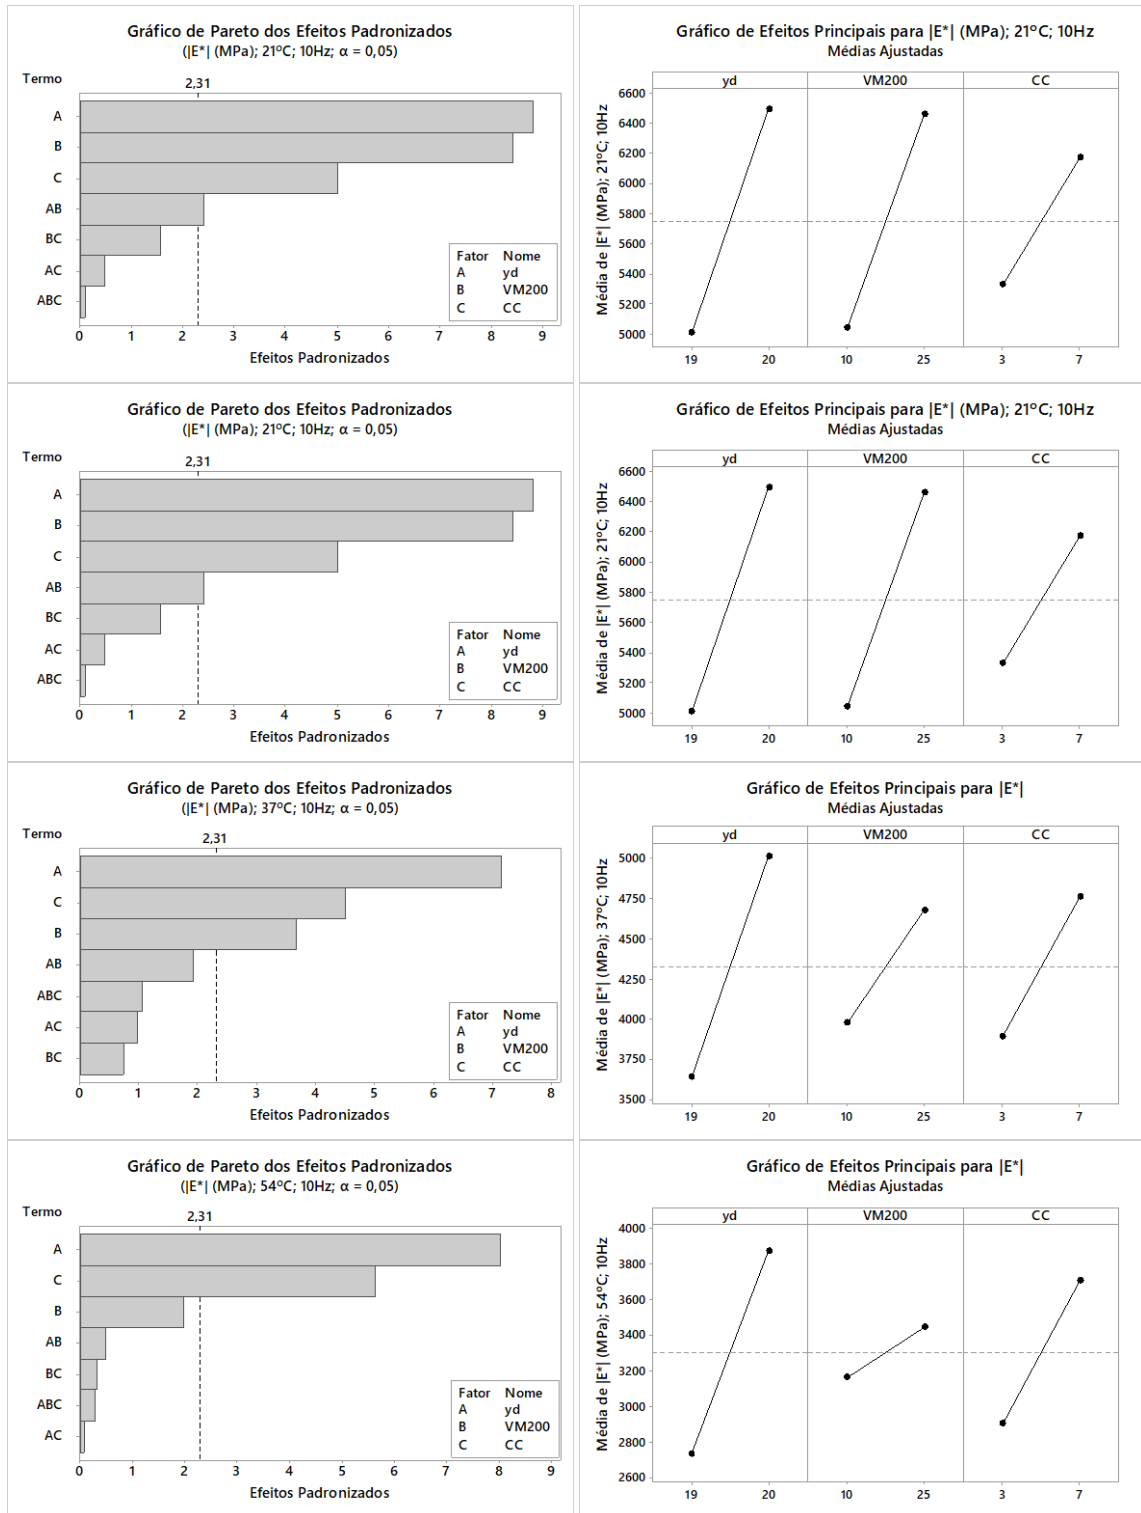 Gráfico de Pareto dos Efeitos Padronizados
(|E*| (MPa); 21ºC; 10Hz; α = 0,05)
Termo
2,31
A
B
C
AB
BC
AC
ABC
Fator Nome
A yd
B VM200
C CC
0 1 2 3 4 5 6 7 8 9
Efeitos Padronizados
Gráfico de Efeitos Principais para |E*| (MPa); 21ºC; 10Hz
Médias Ajustadas
yd VM200 CC
Média de |E*| (MPa); 21ºC; 10Hz
6600
6400
6200
6000
5800
5600
5400
5200
5000
19 20 10 25 3 7
Gráfico de Pareto dos Efeitos Padronizados
(|E*| (MPa); 21ºC; 10Hz; α = 0,05)
Termo
2,31
A
B
C
AB
BC
AC
ABC
Fator Nome
A yd
B VM200
C CC
0 1 2 3 4 5 6 7 8 9
Efeitos Padronizados
Gráfico de Efeitos Principais para |E*| (MPa); 21ºC; 10Hz
Médias Ajustadas
yd VM200 CC
Média de |E*| (MPa); 21ºC; 10Hz
6600
6400
6200
6000
5800
5600
5400
5200
5000
19 20 10 25 3 7
Gráfico de Pareto dos Efeitos Padronizados
(|E*| (MPa); 37ºC; 10Hz; α = 0,05)
Termo
2,31
A
C
B
AB
ABC
AC
BC
Fator Nome
A yd
B VM200
C CC
0 1 2 3 4 5 6 7 8
Efeitos Padronizados
Gráfico de Efeitos Principais para |E*|
Médias Ajustadas
yd VM200 CC
Média de |E*| (MPa); 37ºC; 10Hz
5000
4750
4500
4250
4000
3750
3500
19 20 10 25 3 7
Gráfico de Pareto dos Efeitos Padronizados
(|E*| (MPa); 54ºC; 10Hz; α = 0,05)
Termo
2,31
A
C
B
AB
BC
ABC
AC
Fator Nome
A yd
B VM200
C CC
0 1 2 3 4 5 6 7 8 9
Efeitos Padronizados
Gráfico de Efeitos Principais para |E*|
Médias Ajustadas
yd VM200 CC
Média de |E*| (MPa); 54ºC; 10Hz
4000
3800
3600
3400
3200
3000
2800
2600
19 20 10 25 3 7